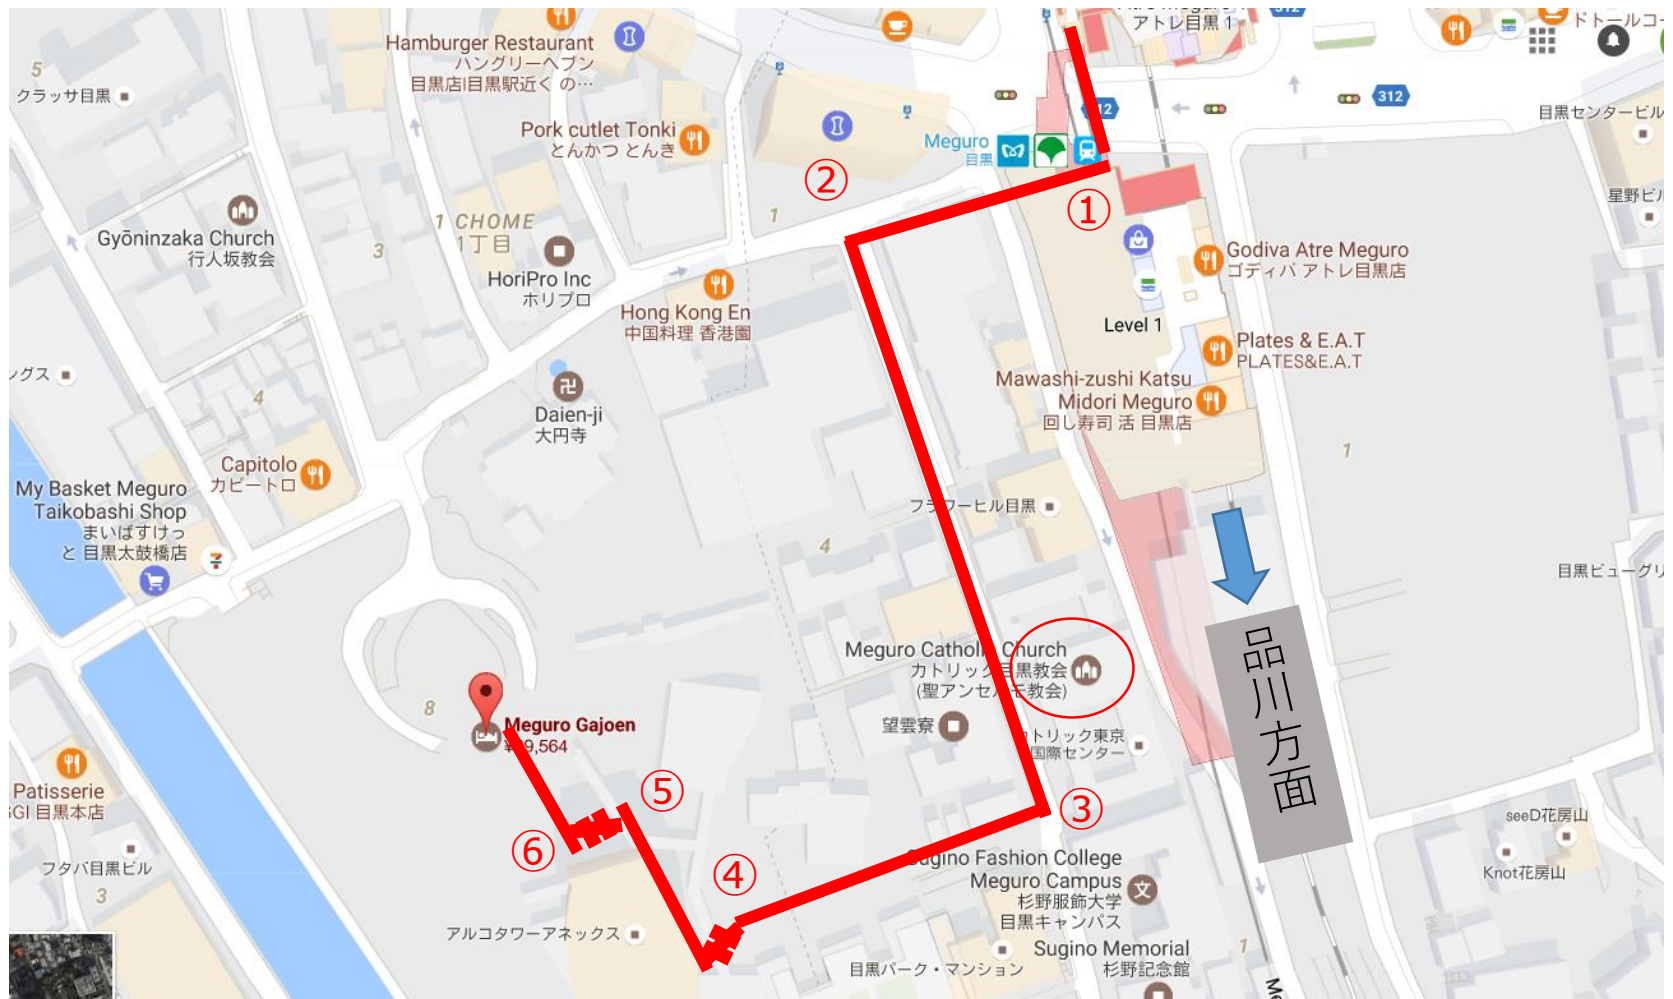 アトレ目黒 1
312
ドトールコー
Hamburger Restaurant
ハングリーヘブン
目黒店|目黒駅近く の…
5
クラッサ目黒
312
12
目黒センタービル
Pork cutlet Tonki
とんかつ とんき
Meguro
目黒
②
①
星野ビル
Gyōninzaka Church
行人坂教会
1 CHOME
1丁目
3
1
HoriPro Inc
ホリプロ
Godiva Atre Meguro
ゴディバ アトレ目黒店
Hong Kong En
中国料理 香港園
Level 1
Plates & E.A.T
PLATES&E.A.T
ングス
4
Mawashi-zushi Katsu
Midori Meguro
回し寿司 活 目黒店
Daien-ji
大円寺
1
Capitolo
カピートロ
My Basket Meguro
Taikobashi Shop
まいばすけっ
と 目黒太鼓橋店
フラワーヒル目黒
4
目黒ビューグリ
品川方面
Meguro Catholic Church
カトリック目黒教会
(聖アンセルモ教会)
8
Meguro Gajoen
9,564
望雲寮
カトリック東京
国際センター
Patisserie
GGI 目黒本店
⑤
③
seeD花房山
⑥
フタバ目黒ビル
3
④
Sugino Fashion College
Meguro Campus
杉野服飾大学
目黒キャンパス
Knot花房山
アルコタワーアネックス
目黒パーク・マンション
Sugino Memorial
杉野記念館
1
Me